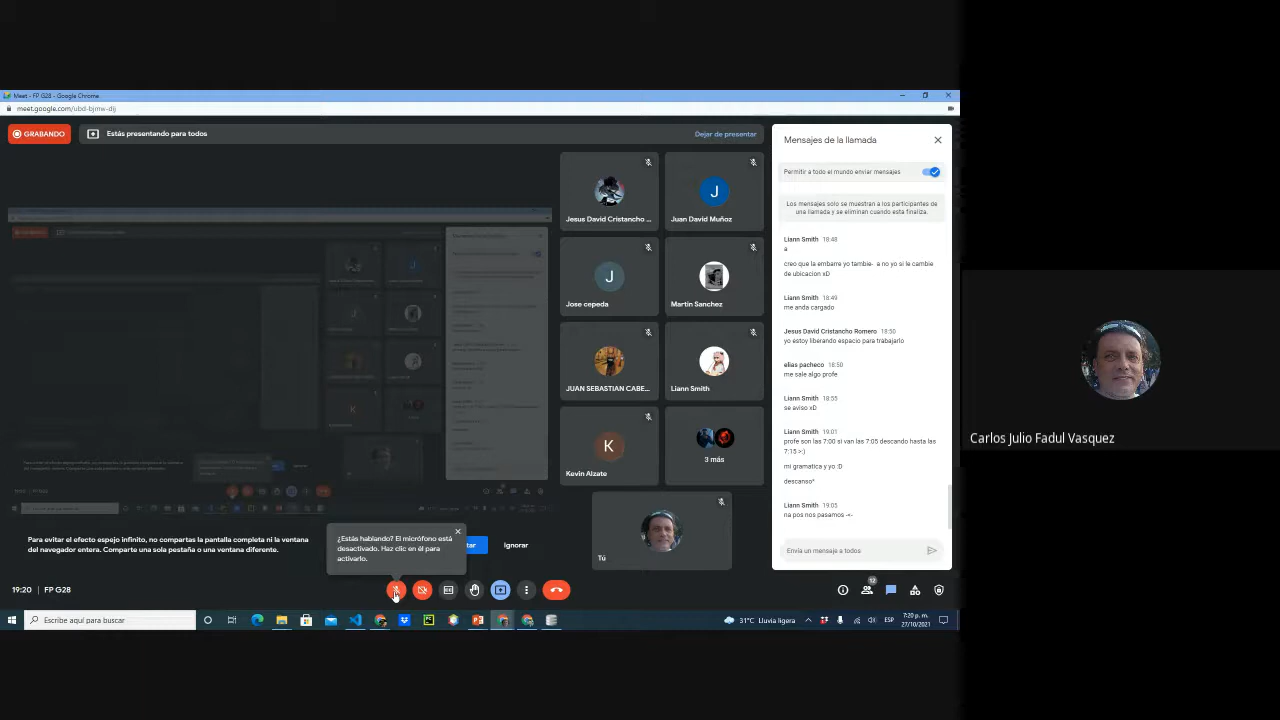 Meet - FP G28 - Google Chrome
meet.google.com/ubd-bjmw-dij
GRABANDO
Estás presentando para todos
Dejar de presentar
Jesus David Cristancho ...
J
Juan David Muñoz
J
Jose cepeda
Martín Sanchez
JUAN SEBASTIAN CABE...
Liann Smith
K
Kevin Alzate
3 más
Tú
Mensajes de la llamada
Permitir a todo el mundo enviar mensajes
Los mensajes solo se muestran a los participantes de
una llamada y se eliminan cuando esta finaliza.
Liann Smith 18:48
a
creo que la embarre yo tambie- a no yo si le cambie
de ubicacion xD
Liann Smith 18:49
me anda cargado
Jesus David Cristancho Romero 18:50
yo estoy liberando espacio para trabajarlo
elias pacheco 18:50
me sale algo profe
Liann Smith 18:55
se aviso xD
Liann Smith 19:01
profe son las 7:00 si van las 7:05 descando hasta las
7:15 >:)
mi gramatica y yo :D
descanso*
Liann Smith 19:05
na pos nos pasamos -<-
Envía un mensaje a todos
Para evitar el efecto espejo infinito, no compartas la pantalla completa ni la ventana
del navegador entera. Comparte una sola pestaña o una ventana diferente.
¿Estás hablando? El micrófono está
desactivado. Haz clic en él para
activarlo.
tar
Ignorar
19:20 | FP G28
12
Escribe aquí para buscar
31°C Lluvia ligera
ESP
7:20 p. m.
27/10/2021
Carlos Julio Fadul Vasquez